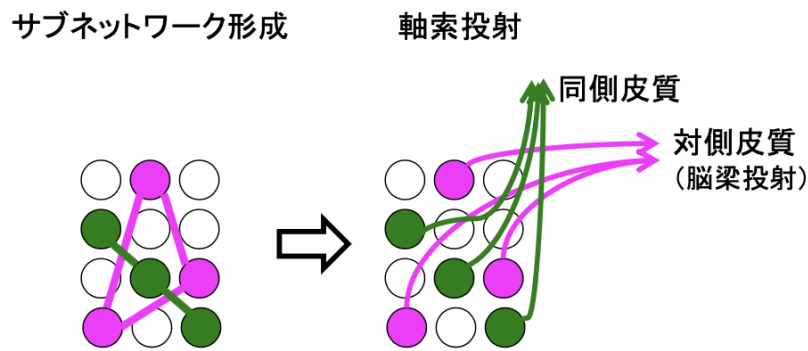 サブネットワーク形成
軸索投射
同側皮質
対側皮質
（脳梁投射）